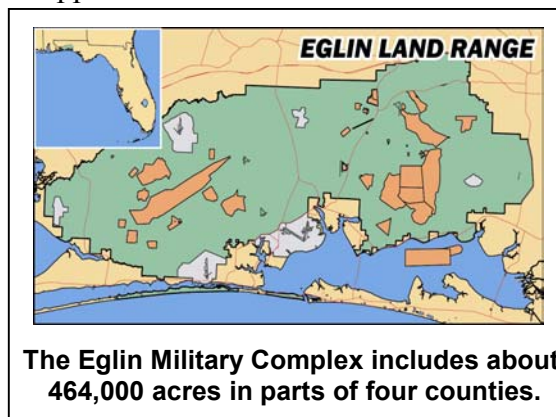 EGLIN LAND RANGE
The Eglin Military Complex includes about
464,000 acres in parts of four counties.